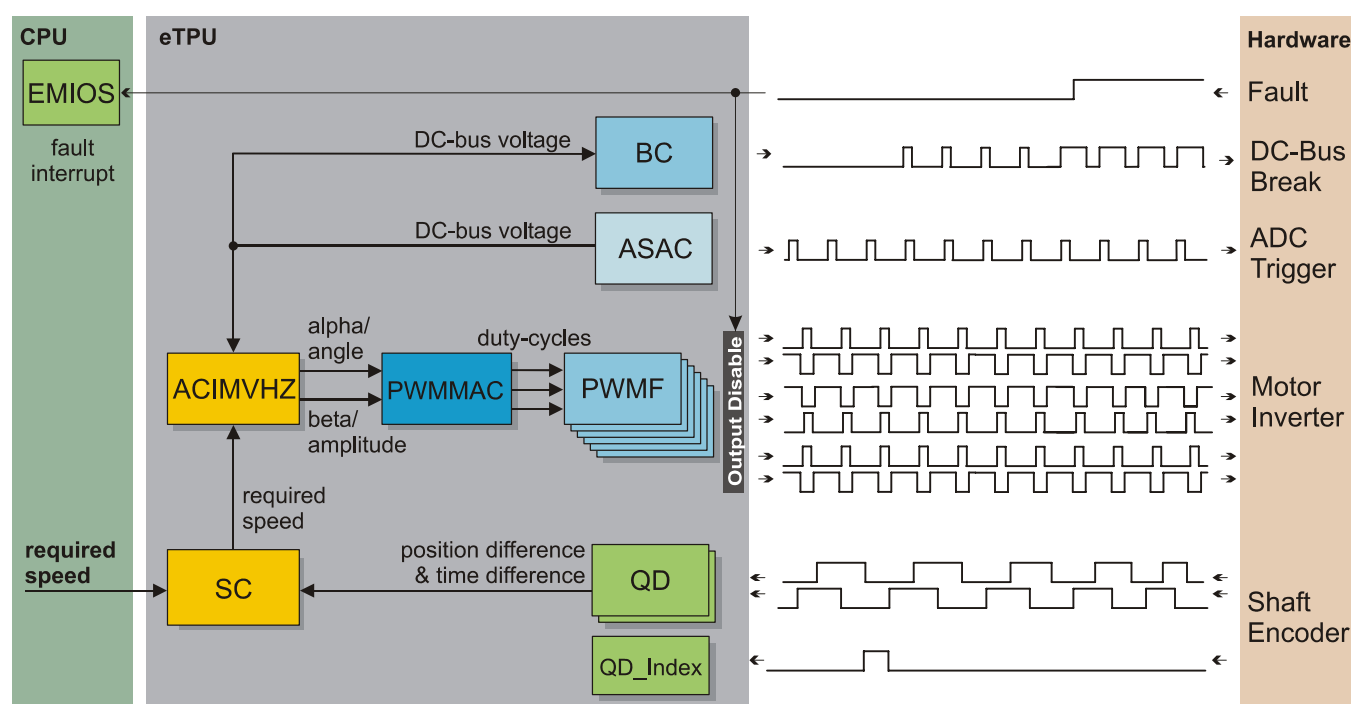 CPU
eTPU
Hardware
EMIOS
fault
interrupt
Fault
DC-bus voltage
BC
DC-Bus
Break
DC-bus voltage
ASAC
ADC
Trigger
alpha/
angle
duty-cycles
ACIMVHZ
PWMMAC
PWMF
Output Disable
Motor
Inverter
beta/
amplitude
required
speed
required
speed
SC
position difference
& time difference
QD
Shaft
Encoder
QD_Index